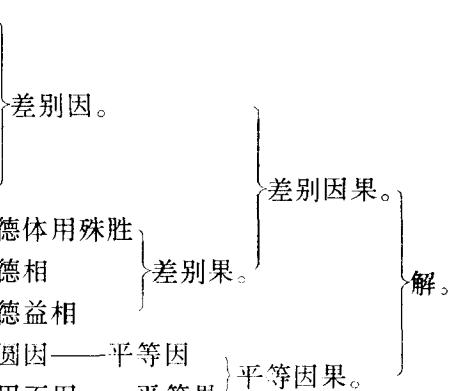 差别因。
差别因果。
德体用殊胜
德相
差别果。
解。
德益相
圆因——平等因
平等因果。